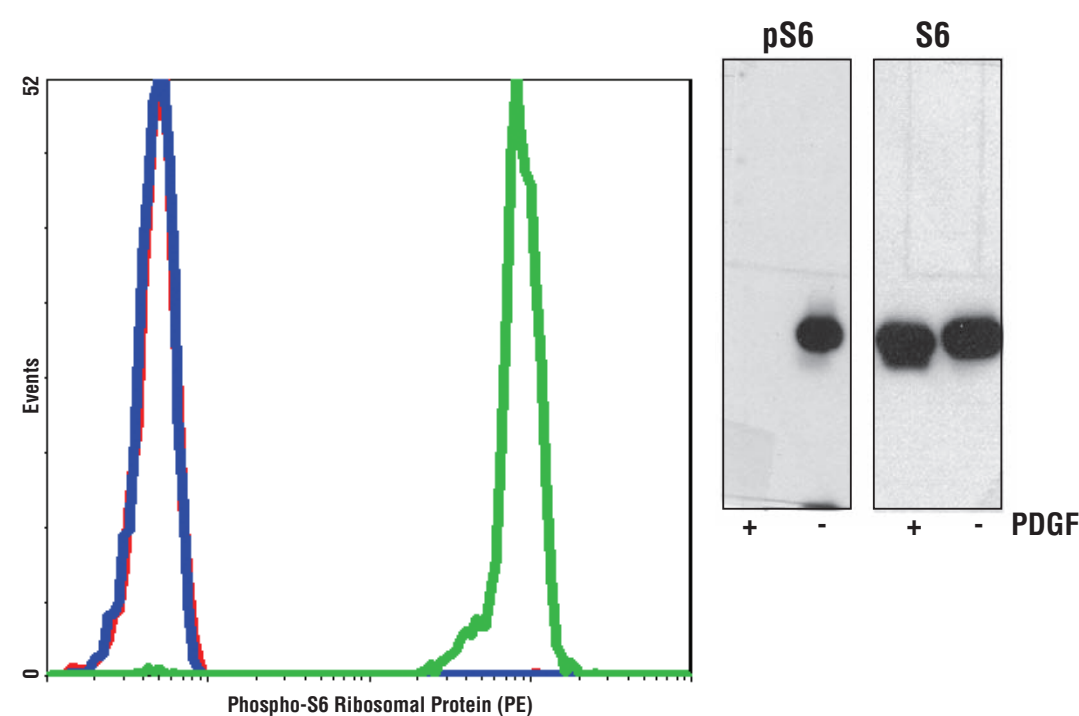 52
Events
0
Phospho-S6 Ribosomal Protein (PE)
pS6 S6
+ - + - PDGF